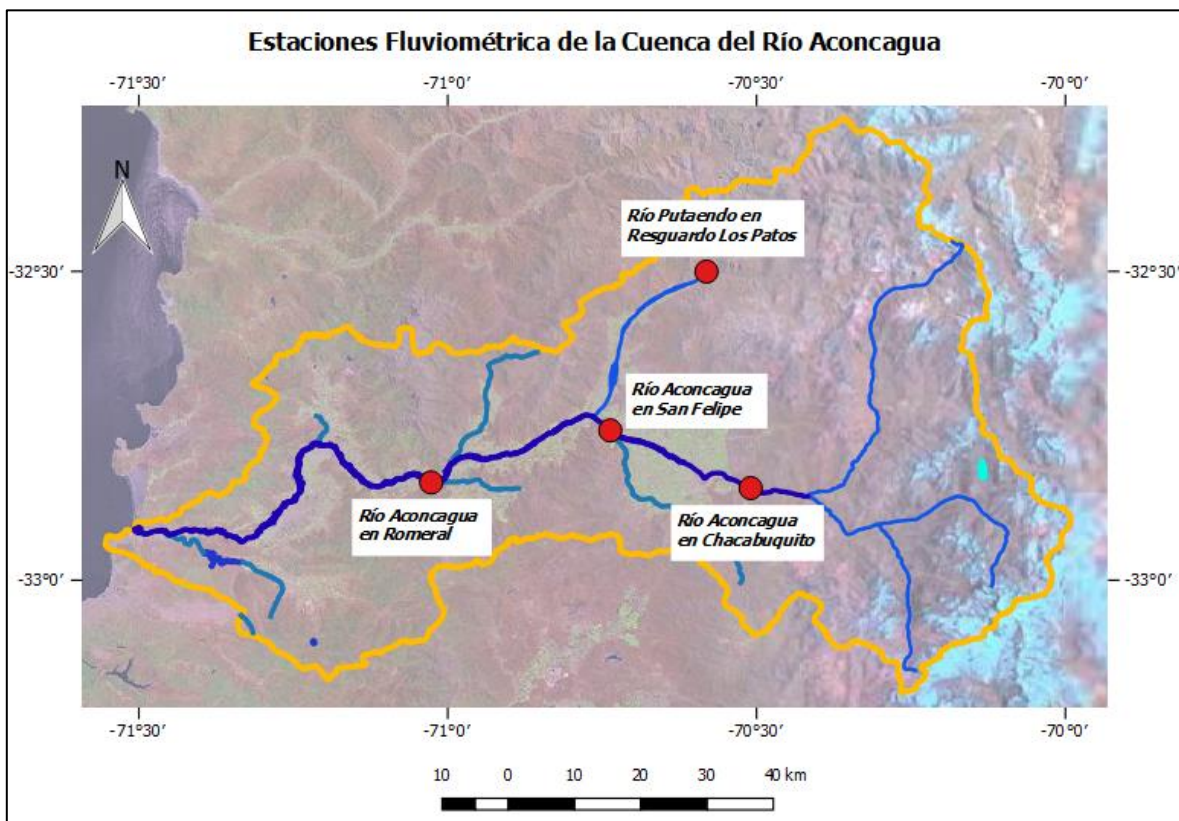 Estaciones Fluviométrica de la Cuenca del Río Aconcagua
-71°30' -71°0' -70°30' -70°0'
N
Río Putaendo en
Resguardo Los Patos
-32°30' -32°30'
Río Aconcagua
en San Felipe
Río Aconcagua
en Romeral
Río Aconcagua
en Chacabuquito
-33°0' -33°0'
-71°30' -71°0' -70°30' -70°0'
10 0 10 20 30 40 km